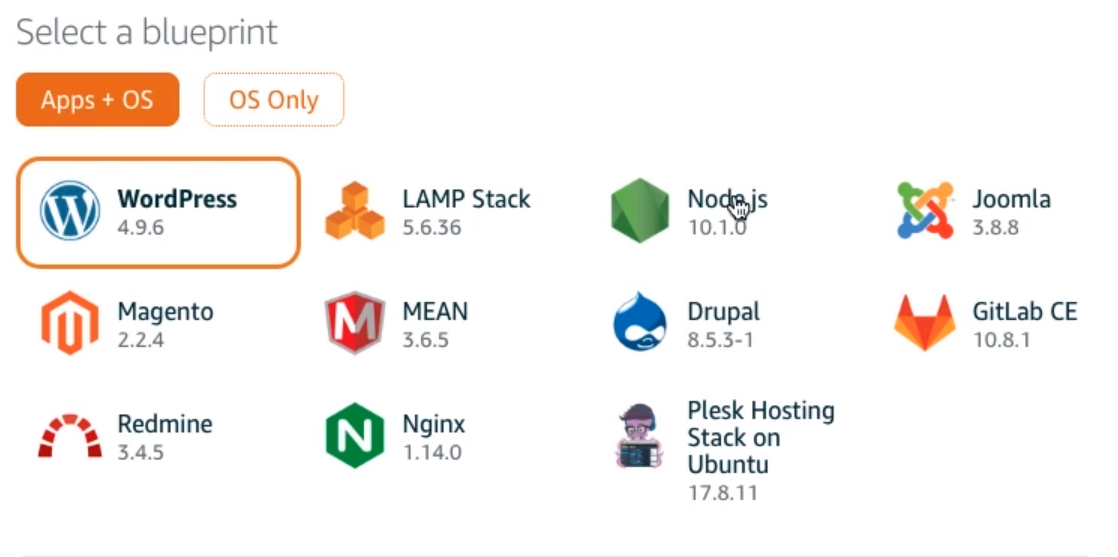 Select a blueprint
Apps + OS
OS Only
WordPress
4.9.6
LAMP Stack
5.6.36
Node.js
10.1.0
Joomla
3.8.8
Magento
2.2.4
MEAN
3.6.5
Drupal
8.5.3-1
GitLab CE
10.8.1
Redmine
3.4.5
Nginx
1.14.0
Plesk Hosting
Stack on
Ubuntu
17.8.11